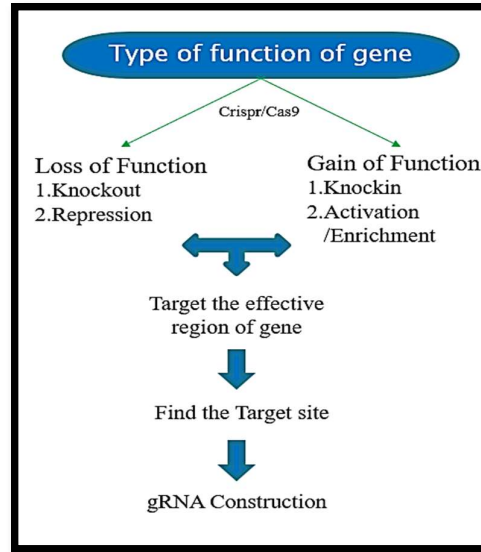 Type of function of gene
Crispr/Cas9
Loss of Function
1.Knockout
2.Repression
Gain of Function
1.Knockin
2.Activation
/Enrichment
Target the effective
region of gene
Find the Target site
gRNA Construction